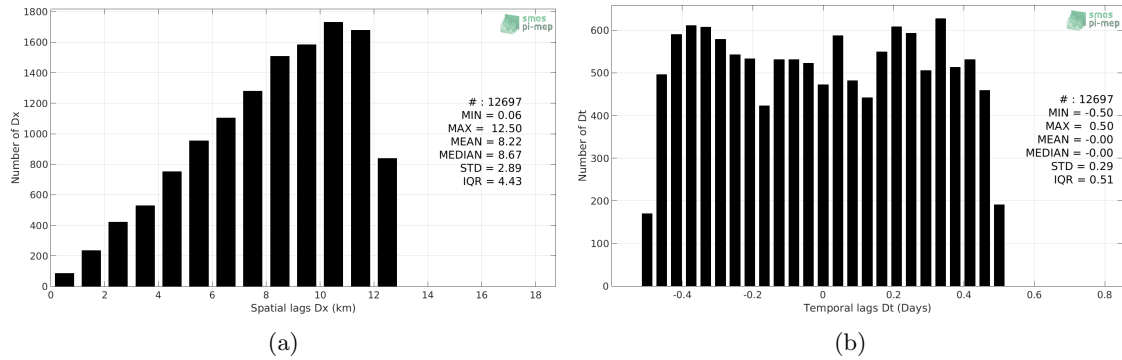 1800
1600
1400
1200
1000
800
600
400
200
0
Number of Dx
0 2 4 6 8 10 12 14 16 18
Spatial lags Dx (km)
smos
pi-mep
# : 12697
MIN = 0.06
MAX = 12.50
MEAN = 8.22
MEDIAN = 8.67
STD = 2.89
IQR = 4.43
(a)
600
500
400
300
200
100
0
Number of Dt
-0.4 -0.2 0 0.2 0.4 0.6 0.8
Temporal lags Dt (Days)
smos
pi-mep
# : 12697
MIN = -0.50
MAX = 0.50
MEAN = -0.00
MEDIAN = -0.00
STD = 0.29
IQR = 0.51
(b)